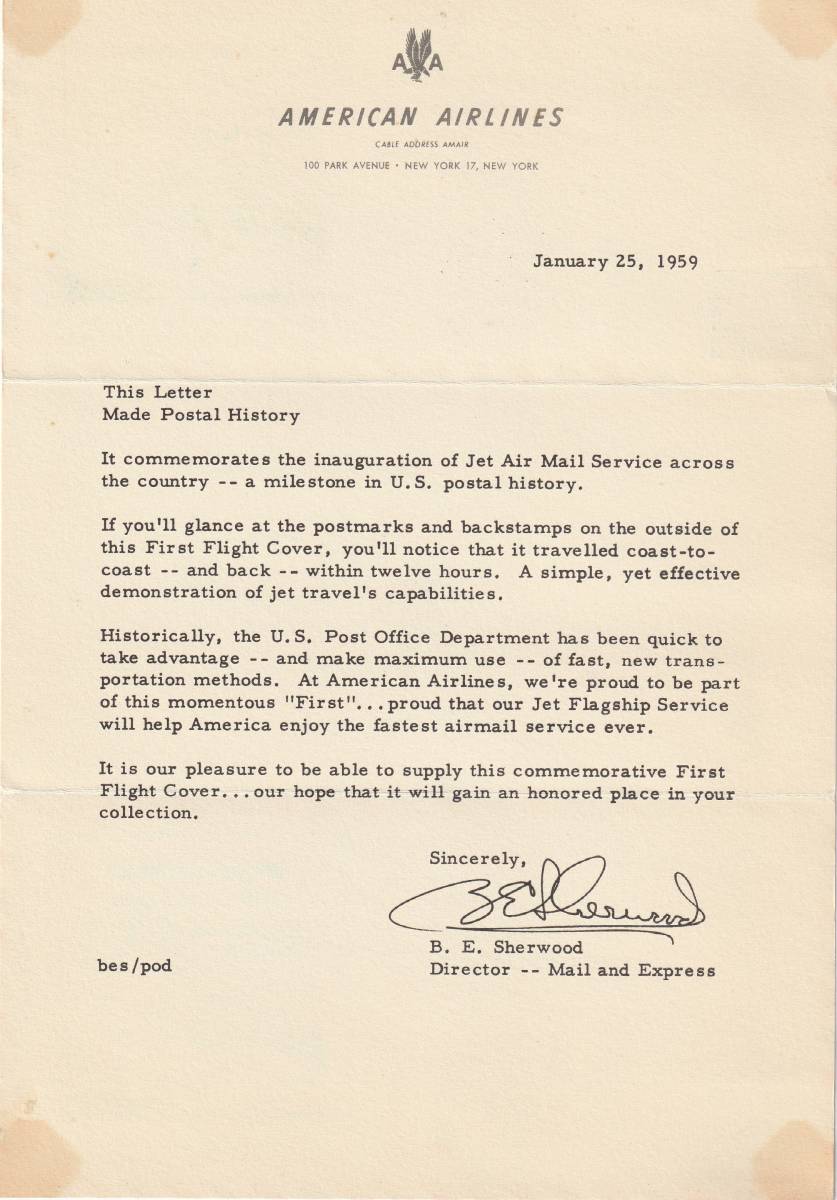 A A
AMERICAN AIRLINES
CABLE ADDRESS AMAIR
100 PARK AVENUE • NEW YORK 17, NEW YORK
January 25, 1959
This Letter
Made Postal History
It commemorates the inauguration of Jet Air Mail Service across
the country -- a milestone in U.S. postal history.
If you'll glance at the postmarks and backstamps on the outside of
this First Flight Cover, you'll notice that it travelled coast-to-
coast -- and back -- within twelve hours. A simple, yet effective
demonstration of jet travel's capabilities.
Historically, the U.S. Post Office Department has been quick to
take advantage -- and make maximum use -- of fast, new trans-
portation methods. At American Airlines, we're proud to be part
of this momentous "First"...proud that our Jet Flagship Service
will help America enjoy the fastest airmail service ever.
It is our pleasure to be able to supply this commemorative First
Flight Cover...our hope that it will gain an honored place in your
collection.
Sincerely,
B E Sherwood
B. E. Sherwood
bes/pod
Director -- Mail and Express